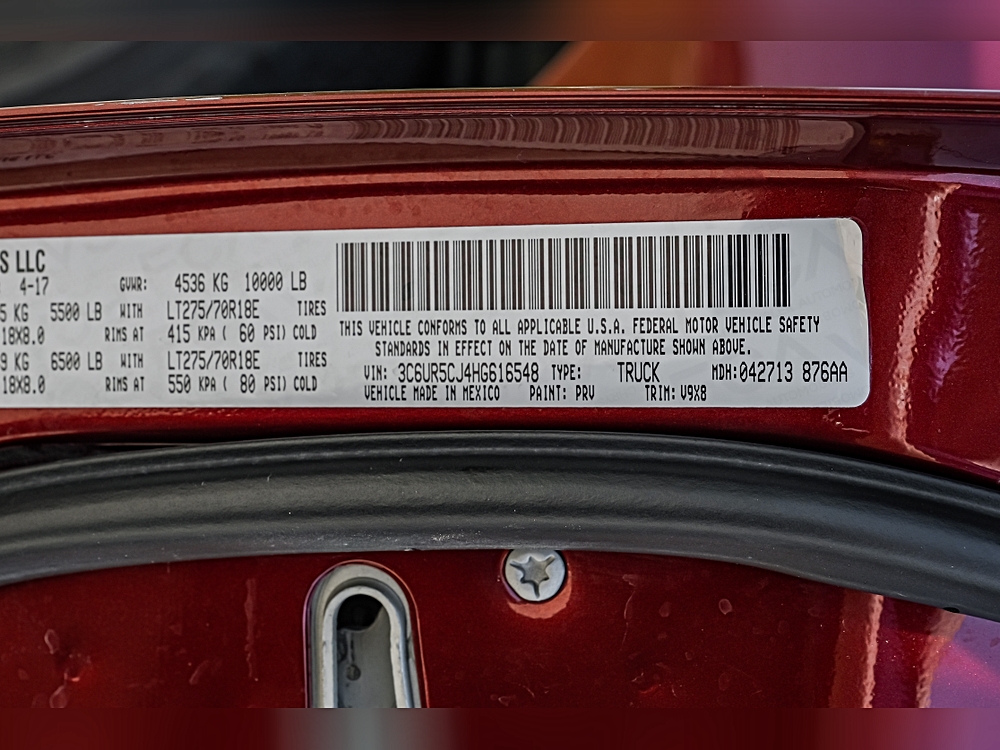 S LLC
4-17 GVWR: 4536 KG 10000 LB
5 KG 5500 LB WITH LT275/70R18E TIRES
18X8.0 RIMS AT 415 KPA ( 60 PSI) COLD
9 KG 6500 LB WITH LT275/70R18E TIRES
18X8.0 RIMS AT 550 KPA ( 80 PSI) COLD
THIS VEHICLE CONFORMS TO ALL APPLICABLE U.S.A. FEDERAL MOTOR VEHICLE SAFETY
STANDARDS IN EFFECT ON THE DATE OF MANUFACTURE SHOWN ABOVE.
VIN: 3C6UR5CJ4HG616548 TYPE: TRUCK MDH:042713 876AA
VEHICLE MADE IN MEXICO PAINT: PRV TRIM: V9X8